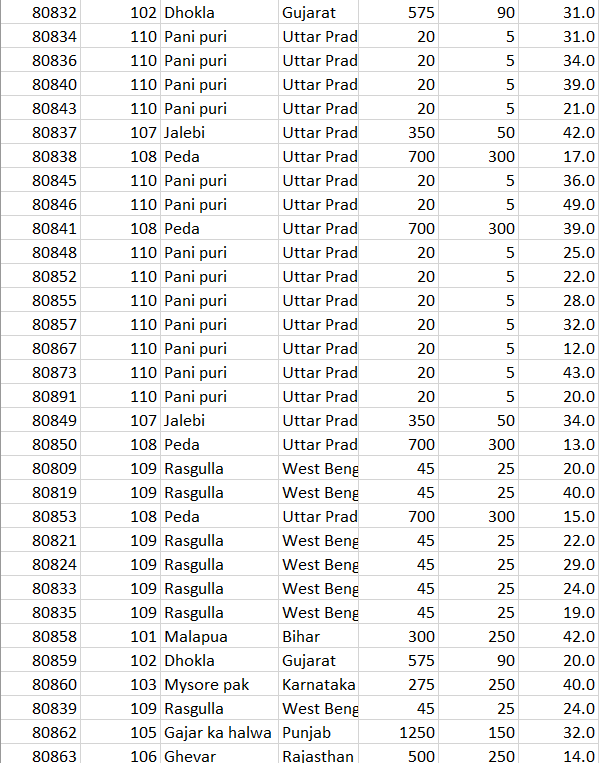 80832 102 Dhokla Gujarat 575 90 31.0
80834 110 Pani puri Uttar Prad 20 5 31.0
80836 110 Pani puri Uttar Prad 20 5 34.0
80840 110 Pani puri Uttar Prad 20 5 39.0
80843 110 Pani puri Uttar Prad 20 5 21.0
80837 107 Jalebi Uttar Prad 350 50 42.0
80838 108 Peda Uttar Prad 700 300 17.0
80845 110 Pani puri Uttar Prad 20 5 36.0
80846 110 Pani puri Uttar Prad 20 5 49.0
80841 108 Peda Uttar Prad 700 300 39.0
80848 110 Pani puri Uttar Prad 20 5 25.0
80852 110 Pani puri Uttar Prad 20 5 22.0
80855 110 Pani puri Uttar Prad 20 5 28.0
80857 110 Pani puri Uttar Prad 20 5 32.0
80867 110 Pani puri Uttar Prad 20 5 12.0
80873 110 Pani puri Uttar Prad 20 5 43.0
80891 110 Pani puri Uttar Prad 20 5 20.0
80849 107 Jalebi Uttar Prad 350 50 34.0
80850 108 Peda Uttar Prad 700 300 13.0
80809 109 Rasgulla West Beng 45 25 20.0
80819 109 Rasgulla West Beng 45 25 40.0
80853 108 Peda Uttar Prad 700 300 15.0
80821 109 Rasgulla West Beng 45 25 22.0
80824 109 Rasgulla West Beng 45 25 29.0
80833 109 Rasgulla West Beng 45 25 24.0
80835 109 Rasgulla West Beng 45 25 19.0
80858 101 Malapua Bihar 300 250 42.0
80859 102 Dhokla Gujarat 575 90 20.0
80860 103 Mysore pak Karnataka 275 250 40.0
80839 109 Rasgulla West Beng 45 25 24.0
80862 105 Gajar ka halwa Punjab 1250 150 32.0
80863 106 Ghevar Rajasthan 500 250 14.0